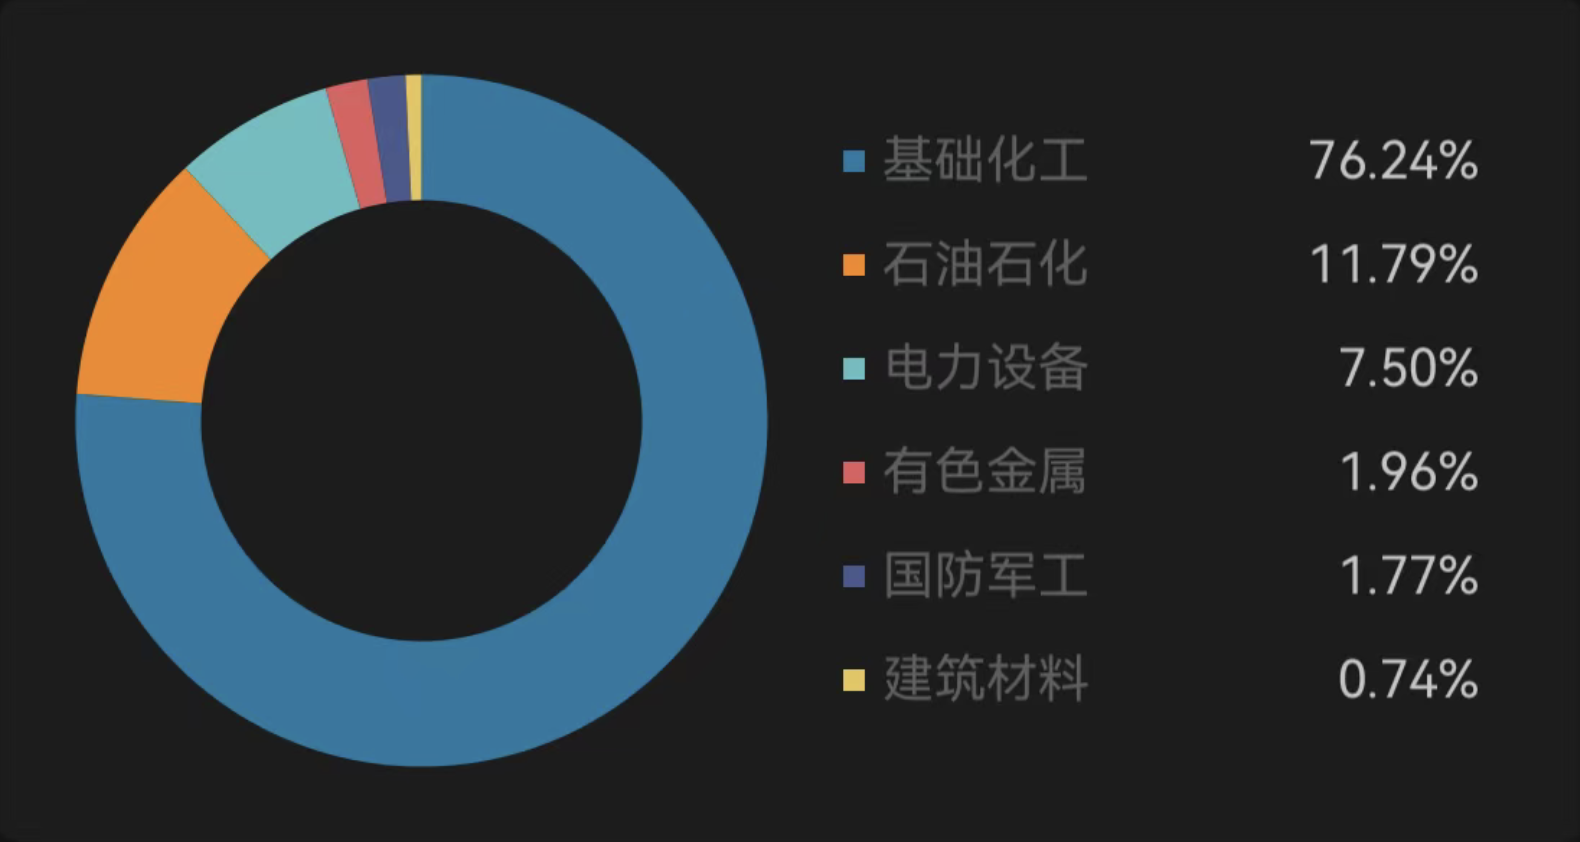 基础化工 76.24%
石油石化 11.79%
电力设备 7.50%
有色金属 1.96%
国防军工 1.77%
建筑材料 0.74%